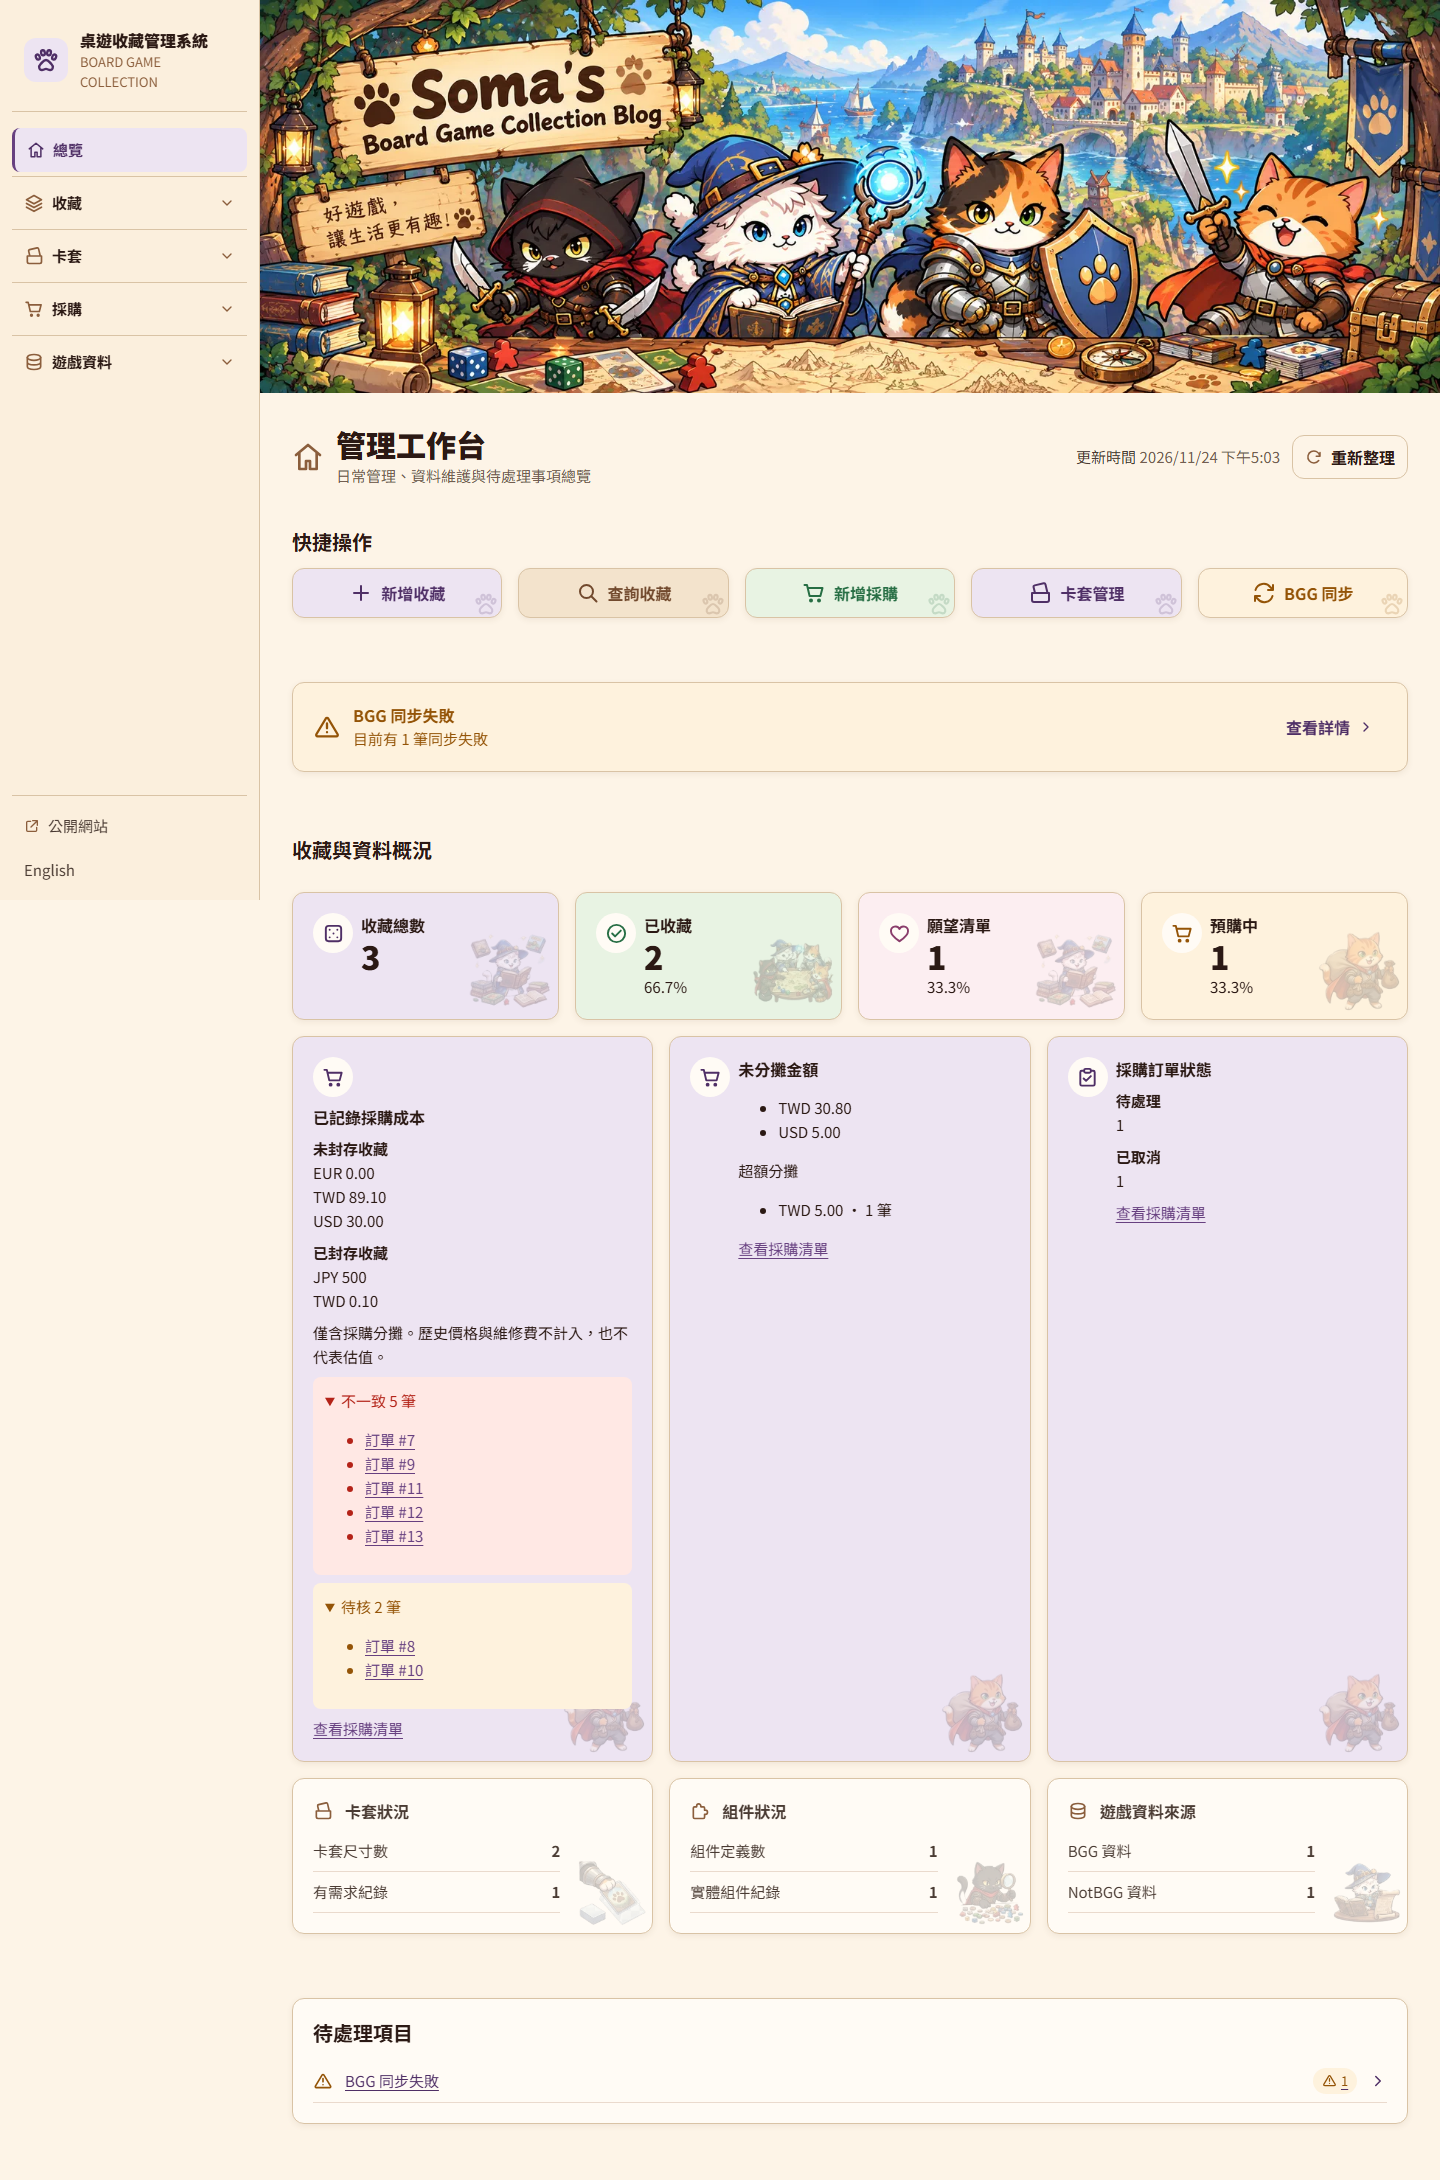 桌遊收藏管理系統
BOARD GAME
COLLECTION
總覽
收藏
卡套
採購
遊戲資料
公開網站
English
Soma's
Board Game Collection Blog
好遊戲，
讓生活更有趣!
管理工作台
日常管理、資料維護與待處理事項總覽
更新時間 2026/11/24 下午5:03
重新整理
快捷操作
新增收藏
查詢收藏
新增採購
卡套管理
BGG 同步
BGG 同步失敗
目前有 1 筆同步失敗
查看詳情
收藏與資料概況
收藏總數
3
已收藏
2
66.7%
願望清單
1
33.3%
預購中
1
33.3%
已記錄採購成本
未封存收藏
EUR 0.00
TWD 89.10
USD 30.00
已封存收藏
JPY 500
TWD 0.10
僅含採購分攤。歷史價格與維修費不計入，也不
代表估值。
▼ 不一致 5 筆
• 訂單 #7
• 訂單 #9
• 訂單 #11
• 訂單 #12
• 訂單 #13
▼ 待核 2 筆
• 訂單 #8
• 訂單 #10
查看採購清單
未分攤金額
• TWD 30.80
• USD 5.00
超額分攤
• TWD 5.00 · 1 筆
查看採購清單
採購訂單狀態
待處理
1
已取消
1
查看採購清單
卡套狀況
卡套尺寸數 2
有需求紀錄 1
組件狀況
組件定義數 1
實體組件紀錄 1
遊戲資料來源
BGG 資料 1
NotBGG 資料 1
待處理項目
BGG 同步失敗 1